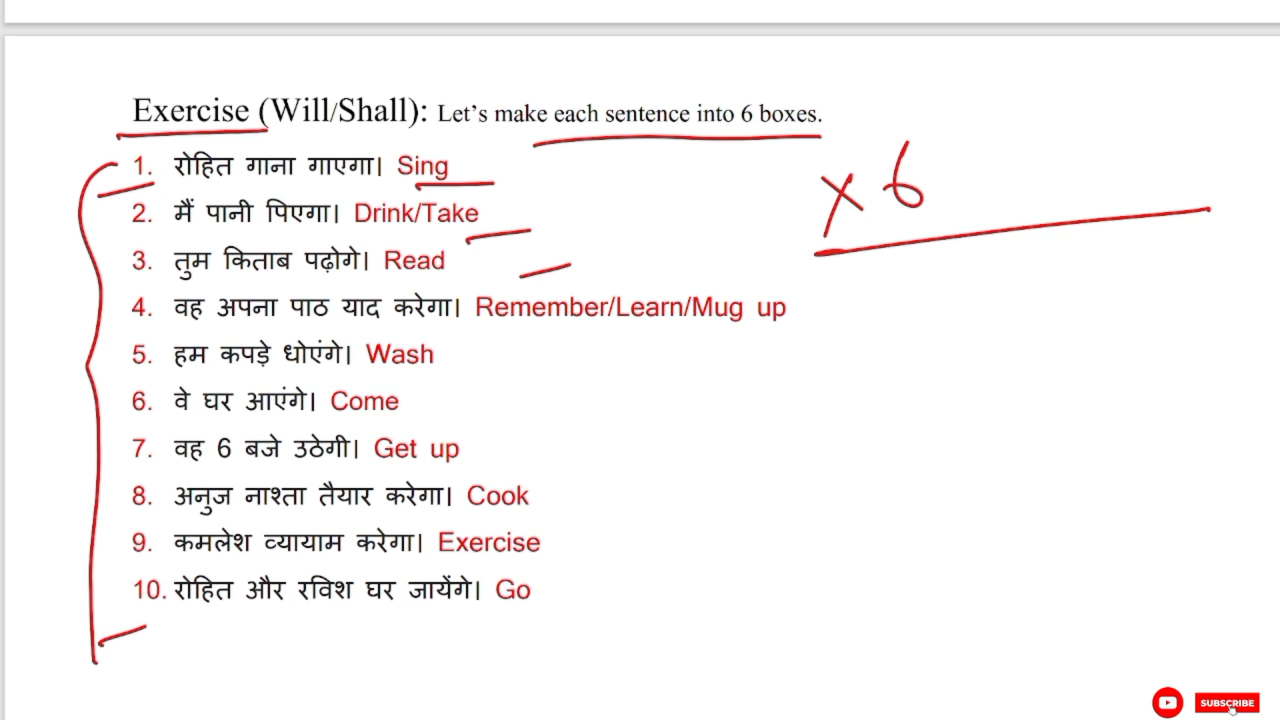 Exercise (Will/Shall): Let's make each sentence into 6 boxes.
1. रोहित गाना गाएगा। Sing
2. मैं पानी पिएगा। Drink/Take
3. तुम किताब पढ़ोगे। Read
4. वह अपना पाठ याद करेगा। Remember/Learn/Mug up
5. हम कपड़े धोएंगे। Wash
6. वे घर आएंगे। Come
7. वह 6 बजे उठेगी। Get up
8. अनुज नाश्ता तैयार करेगा। Cook
9. कमलेश व्यायाम करेगा। Exercise
10. रोहित और रविश घर जायेंगे। Go
x 6
SUBSCRIBE